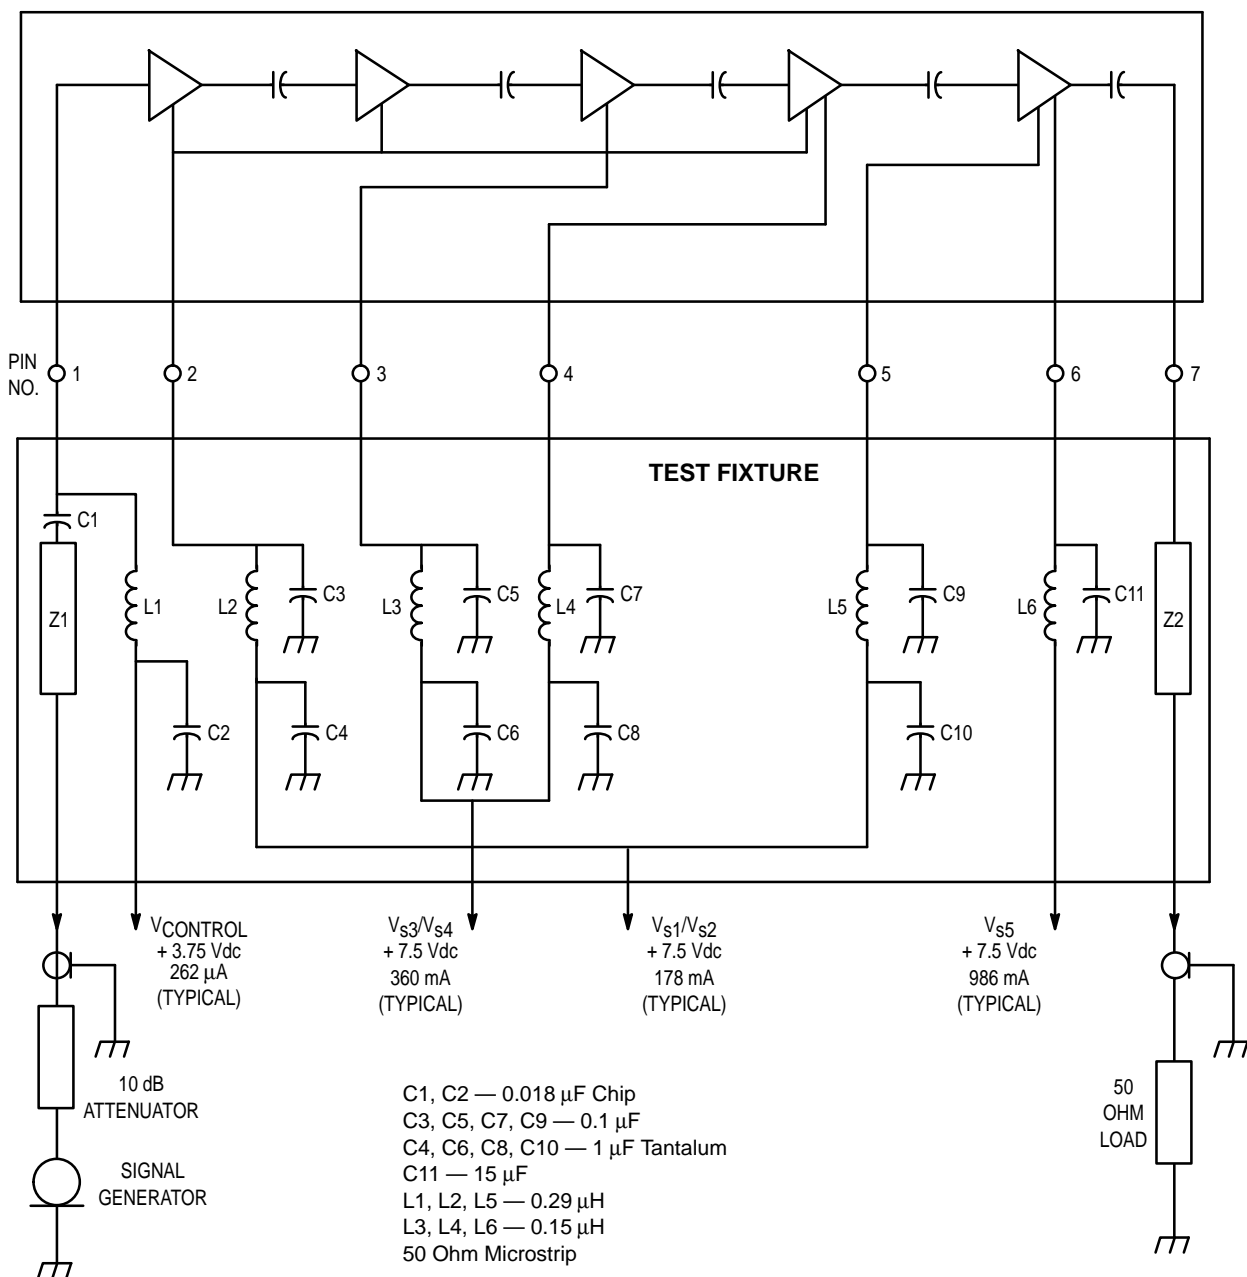 PIN
NO.
1
2
3
4
5
6
7
TEST FIXTURE
C1
Z1
L1
L2
C3
L3
C5
L4
C7
L5
C9
L6
C11
Z2
C2
C4
C6
C8
C10
VCONTROL
+ 3.75 Vdc
262 µA
(TYPICAL)
Vs3/Vs4
+ 7.5 Vdc
360 mA
(TYPICAL)
Vs1/Vs2
+ 7.5 Vdc
178 mA
(TYPICAL)
Vs5
+ 7.5 Vdc
986 mA
(TYPICAL)
10 dB
ATTENUATOR
SIGNAL
GENERATOR
C1, C2 — 0.018 µF Chip
C3, C5, C7, C9 — 0.1 µF
C4, C6, C8, C10 — 1 µF Tantalum
C11 — 15 µF
L1, L2, L5 — 0.29 µH
L3, L4, L6 — 0.15 µH
50 Ohm Microstrip
50
OHM
LOAD